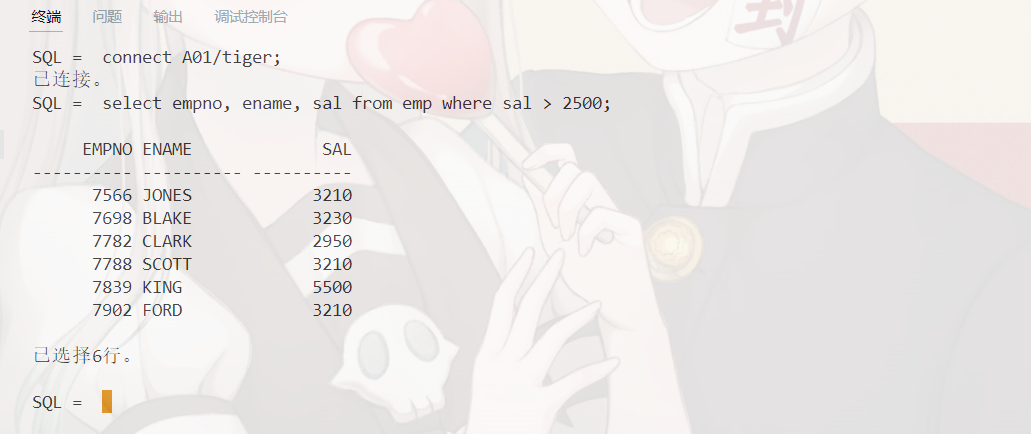 终端 问题 输出 调试控制台
到
SQL = connect A01/tiger;
已连接。
SQL = select empno, ename, sal from emp where sal > 2500;
EMPNO ENAME SAL
---------- ---------- ----------
7566 JONES 3210
7698 BLAKE 3230
7782 CLARK 2950
7788 SCOTT 3210
7839 KING 5500
7902 FORD 3210
已选择6行。
SQL =